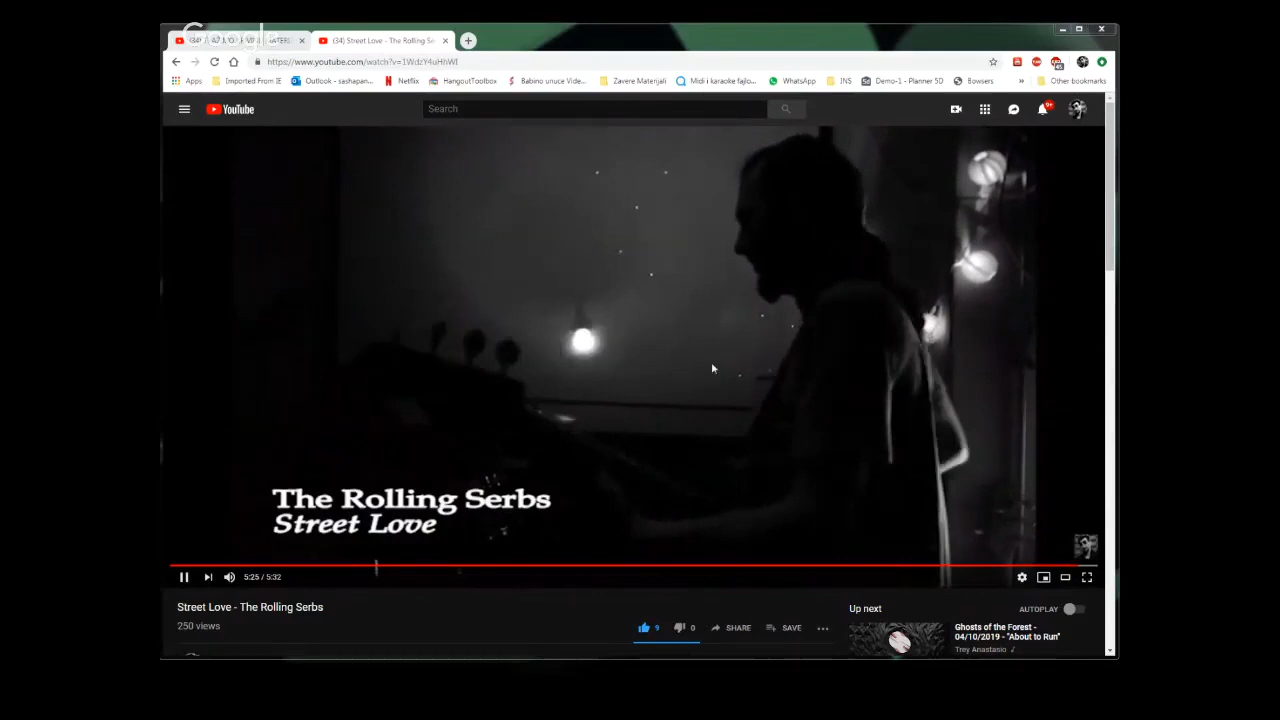 Google
(34) Street Love - The Rolling Se
https://www.youtube.com/watch?v=1WdzY4uHhWI
Apps Imported From IE Outlook - sashapan... Netflix HangoutToolbox Babino unuce Vide... Zavere Materijali Midi i karaoke fajlo... WhatsApp INS Demo-1 - Planner 5D Bowsers » Other bookmarks
YouTube
Search
9+
The Rolling Serbs
Street Love
5:25 / 5:32
Street Love - The Rolling Serbs
250 views
9 0 SHARE SAVE
Up next
AUTOPLAY
Ghosts of the Forest -
04/10/2019 - "About to Run"
Trey Anastasio